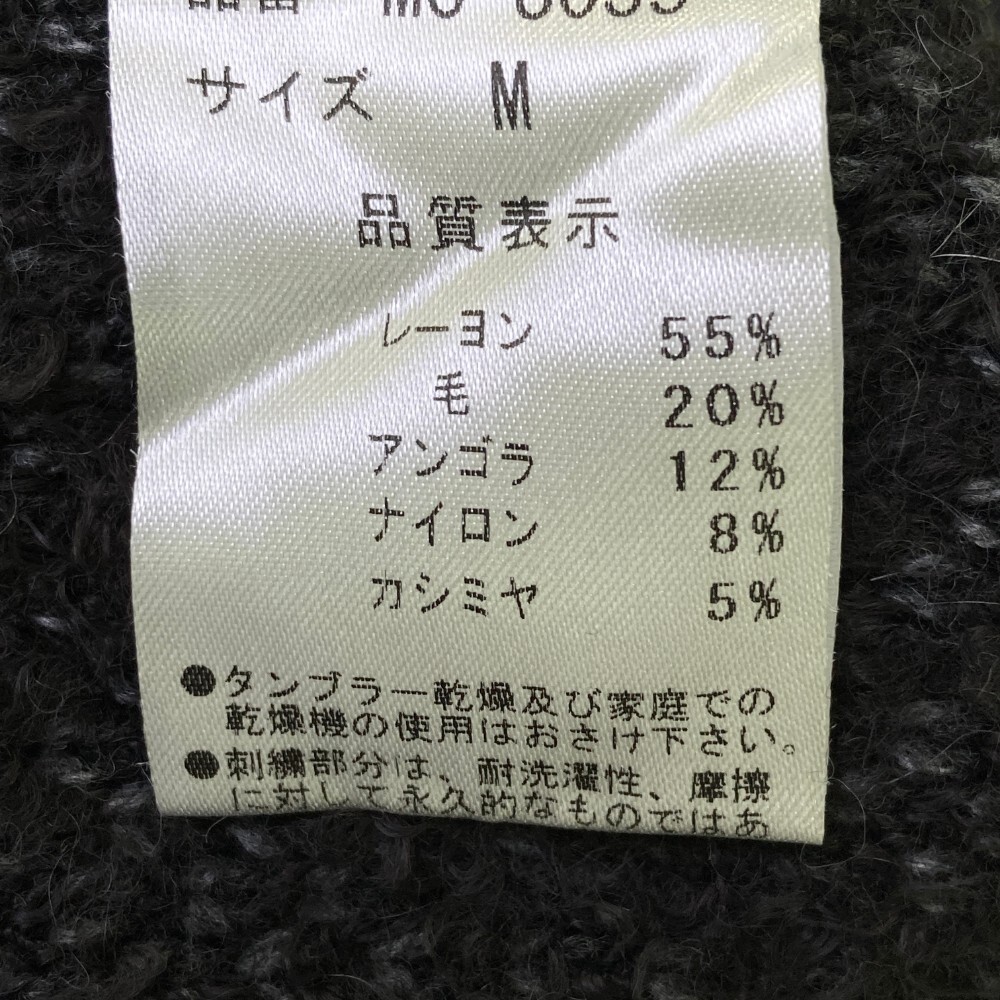 品番
サイズ M
品質表示
レーヨン 55%
毛 20%
アンゴラ 12%
ナイロン 8%
カシミヤ 5%
●タンブラー乾燥及び家庭での
乾燥機の使用はおさけ下さい。
●刺繍部分は、耐洗濯性、摩擦
に対して永久的なものではあ